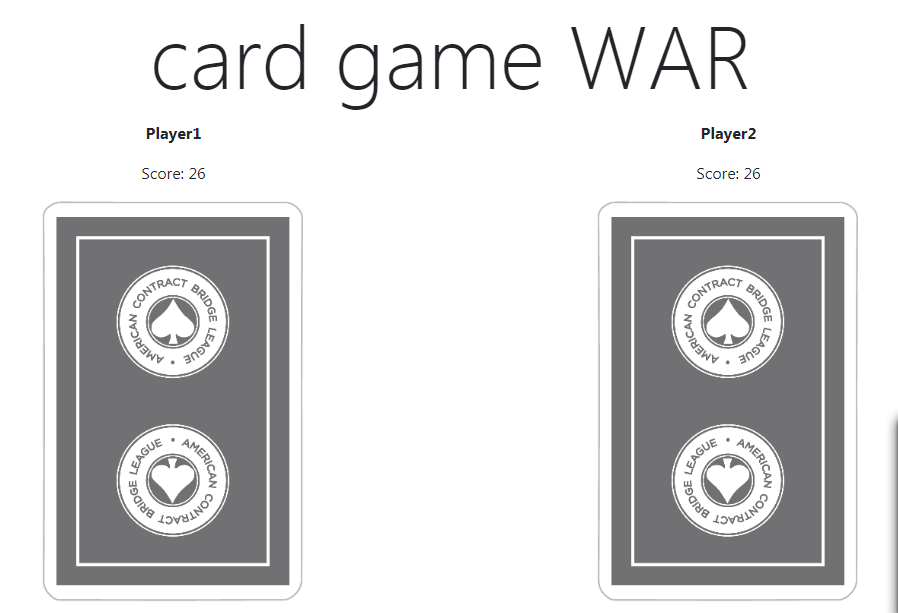 card game WAR
Player1
Player2
Score: 26
Score: 26
AMERICAN CONTRACT BRIDGE LEAGUE •
AMERICAN CONTRACT BRIDGE LEAGUE •
AMERICAN CONTRACT BRIDGE LEAGUE •
AMERICAN CONTRACT BRIDGE LEAGUE •